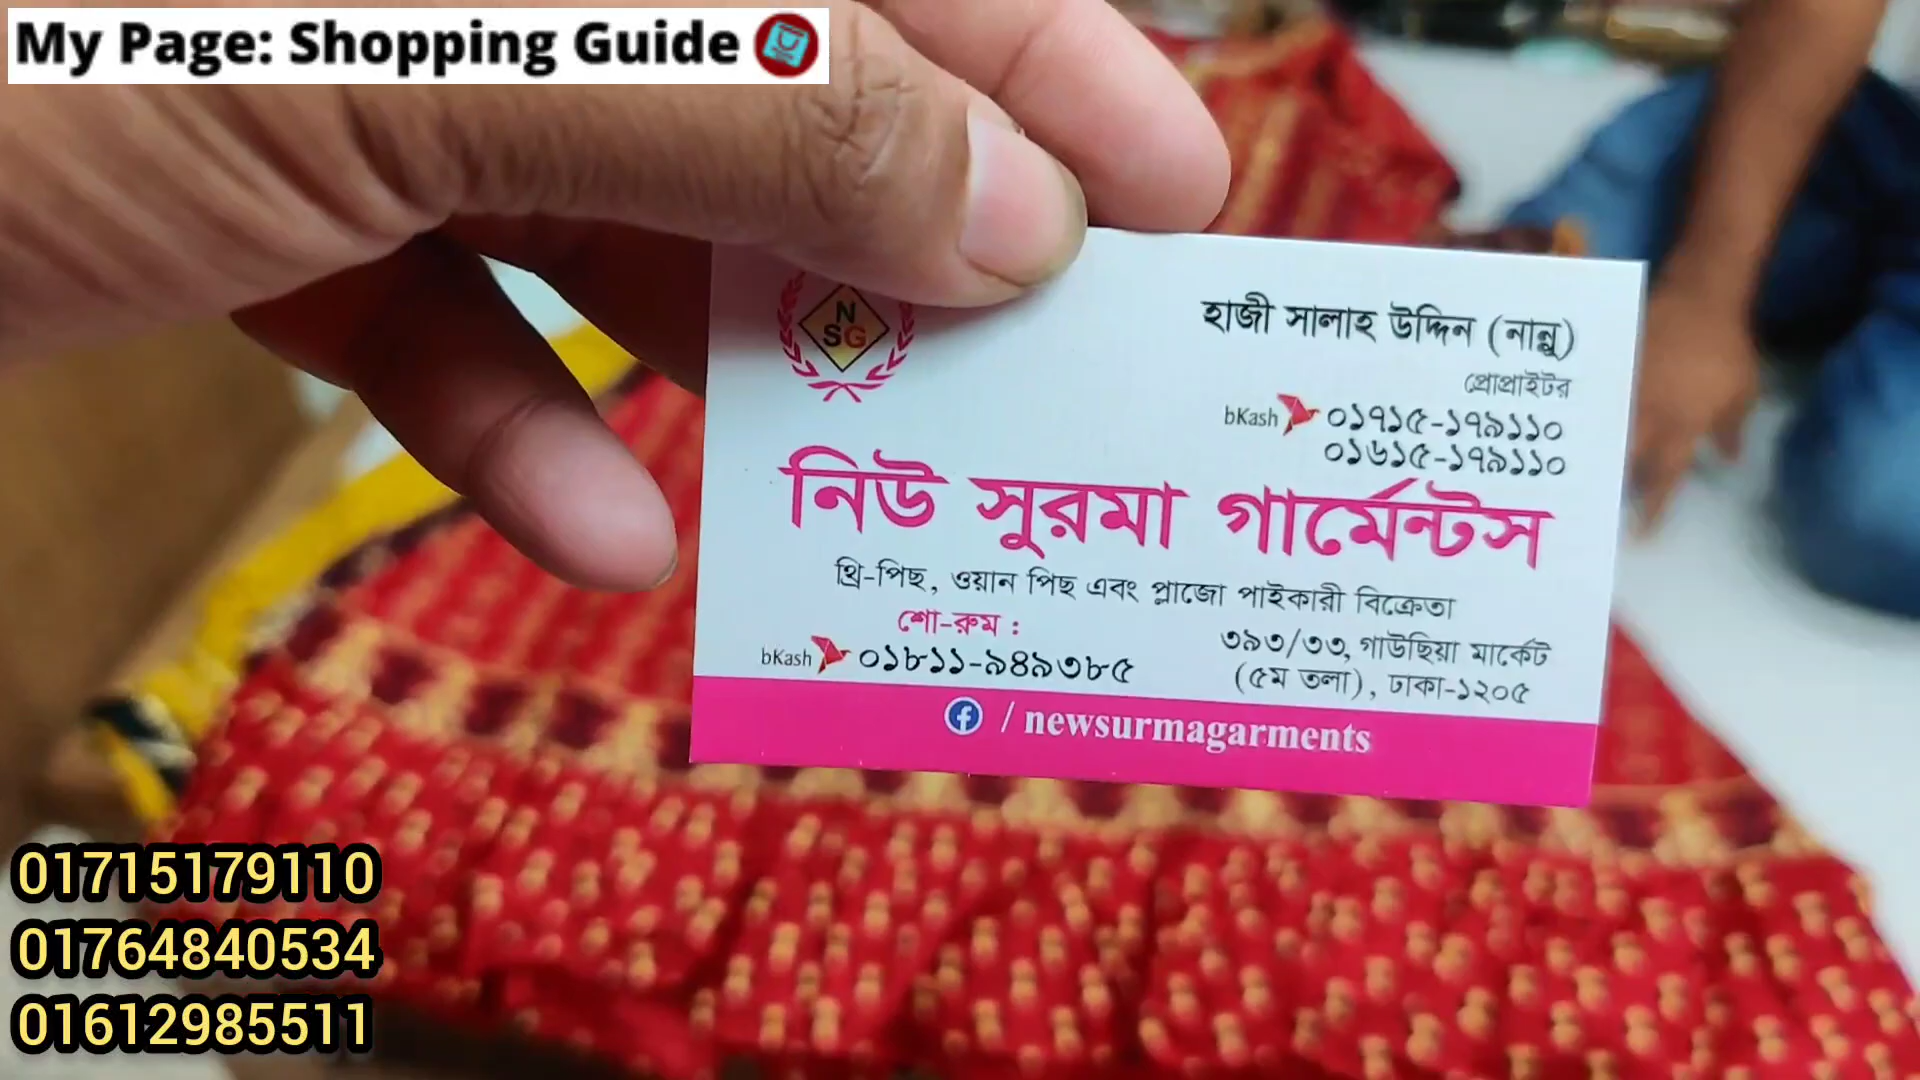 My Page: Shopping Guide
N
SG
হাজী সালাহ উদ্দিন (নান্নু)
প্রোপ্রাইটর
bKash ০১৭১৫-১৭৯১১০
০১৬১৫-১৭৯১১০
নিউ সুরমা গার্মেন্টস
থ্রি-পিছ, ওয়ান পিছ এবং প্লাজো পাইকারী বিক্রেতা
শো-রুম :
bKash ০১৮১১-৯৪৯৩৮৫
৩৯৩/৩৩, গাউছিয়া মার্কেট
(৫ম তলা), ঢাকা-১২০৫
/ newsurmagarments
01715179110
01764840534
01612985511